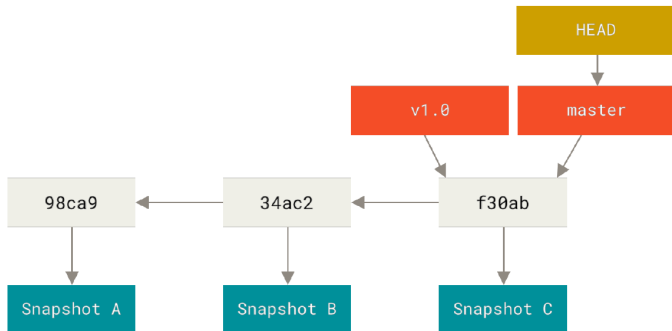 HEAD
v1.0
master
98ca9
34ac2
f30ab
Snapshot A
Snapshot B
Snapshot C